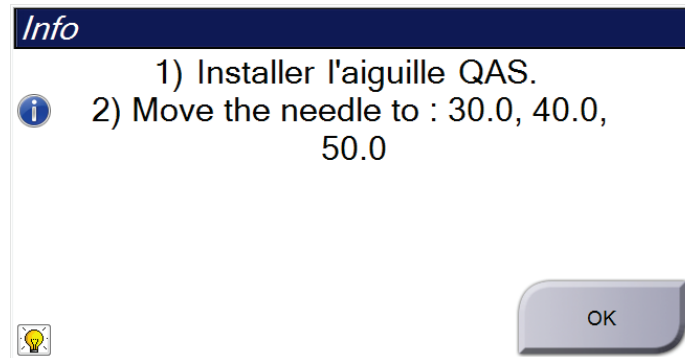 Info
1) Installer l'aiguille QAS.
2) Move the needle to : 30.0, 40.0,
50.0
OK